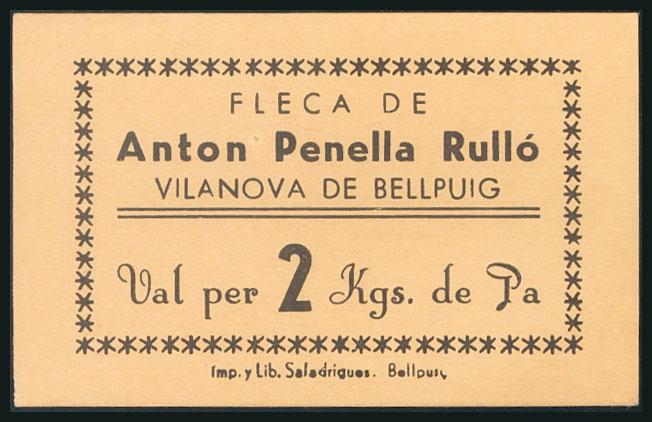 FLECA DE
Anton Penella Rulló
VILANOVA DE BELLPUIG
Val per 2 Kgs. de Pa
Imp. y Lib. Saladrigues. Bellpuig